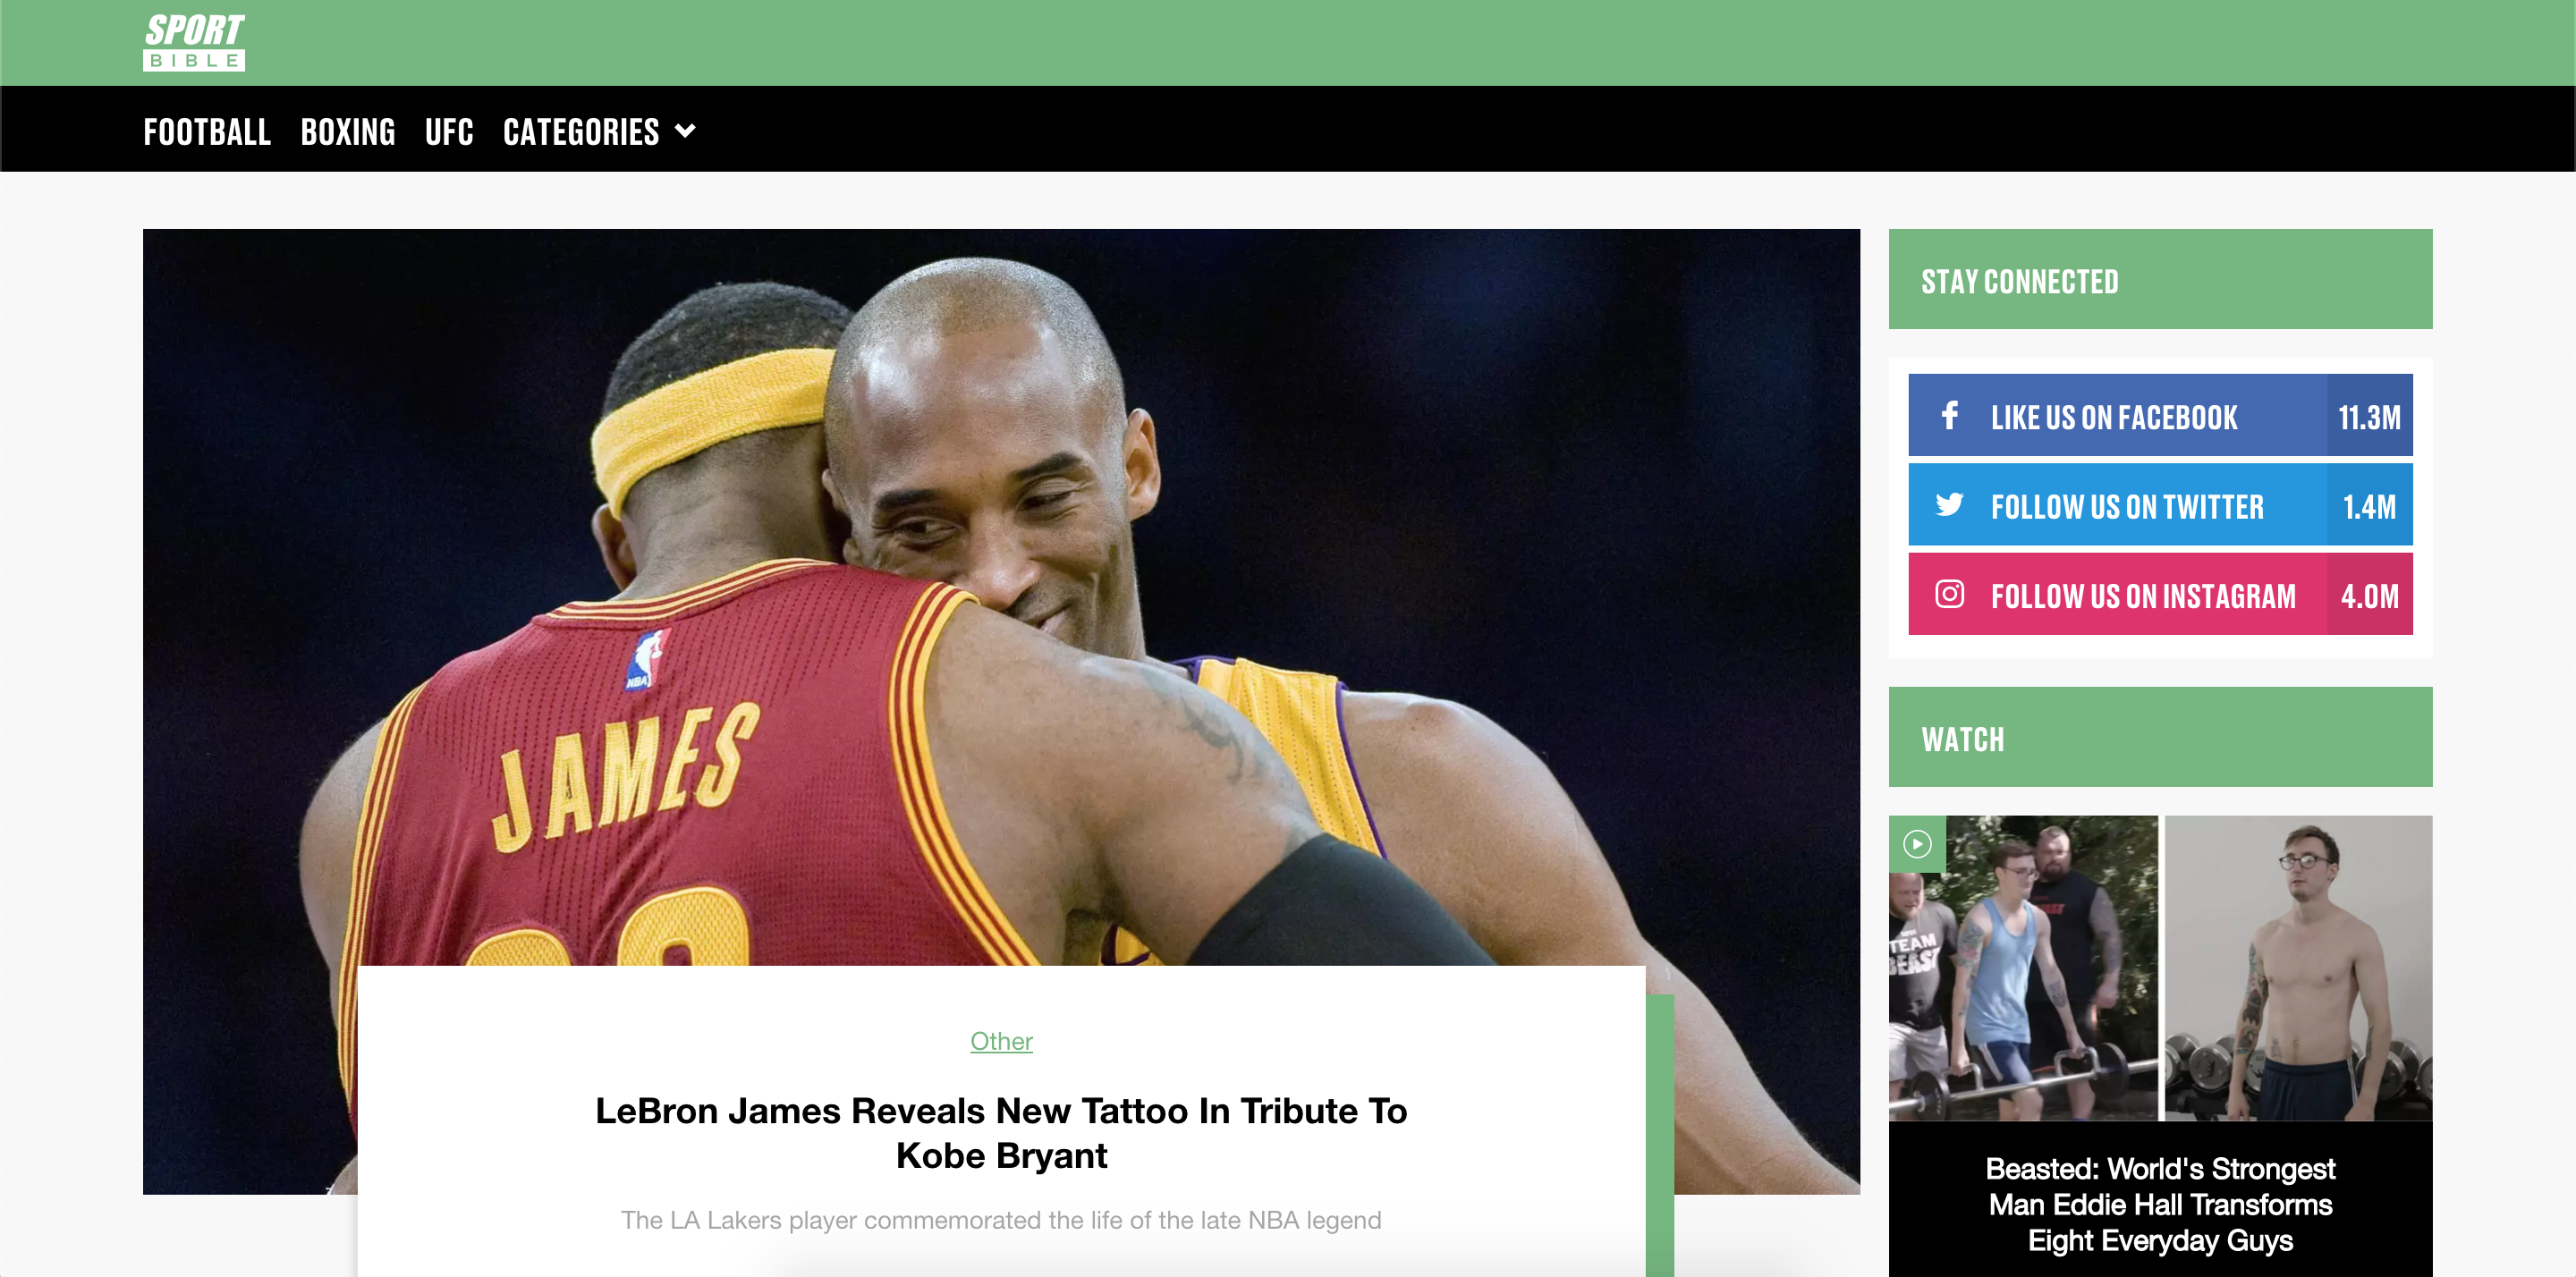 SPORT
BIBLE
FOOTBALL BOXING UFC CATEGORIES
NBA
JAMES
Other
LeBron James Reveals New Tattoo In Tribute To
Kobe Bryant
The LA Lakers player commemorated the life of the late NBA legend
STAY CONNECTED
LIKE US ON FACEBOOK 11.3M
FOLLOW US ON TWITTER 1.4M
FOLLOW US ON INSTAGRAM 4.0M
WATCH
TEAM
BEAST
Beasted: World's Strongest
Man Eddie Hall Transforms
Eight Everyday Guys